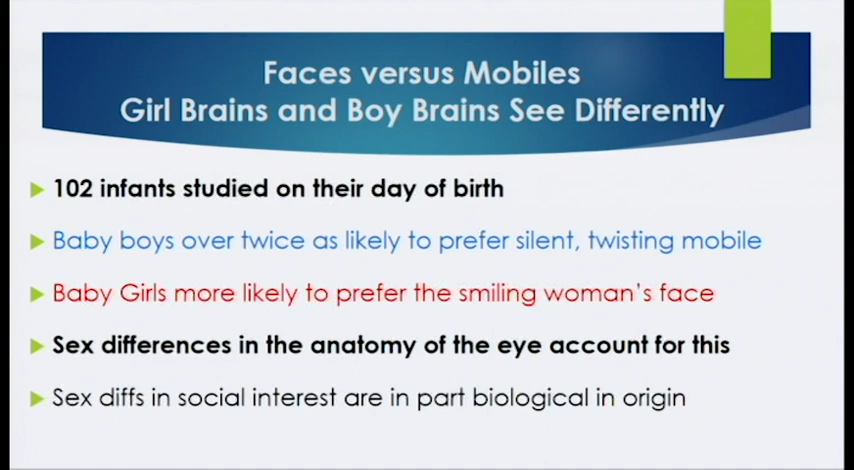 Faces versus Mobiles
Girl Brains and Boy Brains See Differently
102 infants studied on their day of birth
Baby boys over twice as likely to prefer silent, twisting mobile
Baby Girls more likely to prefer the smiling woman's face
Sex differences in the anatomy of the eye account for this
Sex diffs in social interest are in part biological in origin